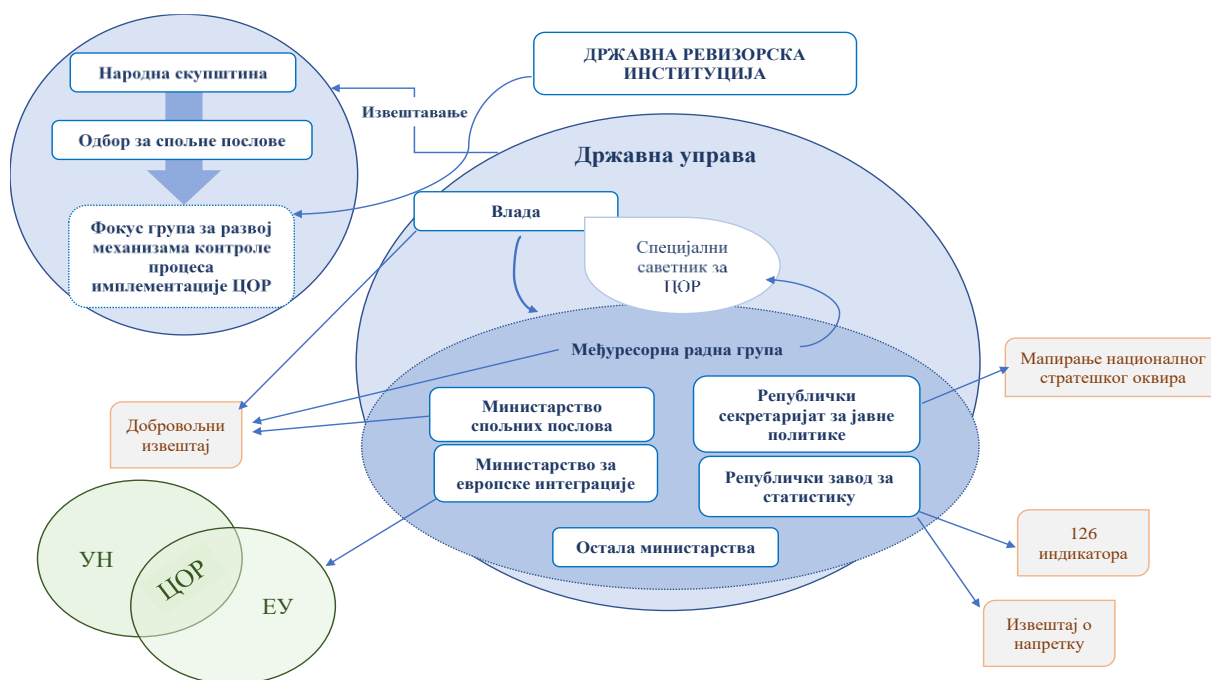 Народна скупштина
Одбор за спољне послове
Фокус група за развој
механизама контроле
процеса
имплементације ЦОР
Извештавање
ДРЖАВНА РЕВИЗОРСКА
ИНСТИТУЦИЈА
Државна управа
Влада
Специјални
саветник за
ЦОР
Међуресорна радна група
Министарство
спољних послова
Министарство за
европске интеграције
Републички
секретаријат за јавне
политике
Републички завод за
статистику
Остала министарства
Мапирање националног
стратешког оквира
126
индикатора
Извештај о
напретку
Добровољни
извештај
УН
ЦОР
ЕУ